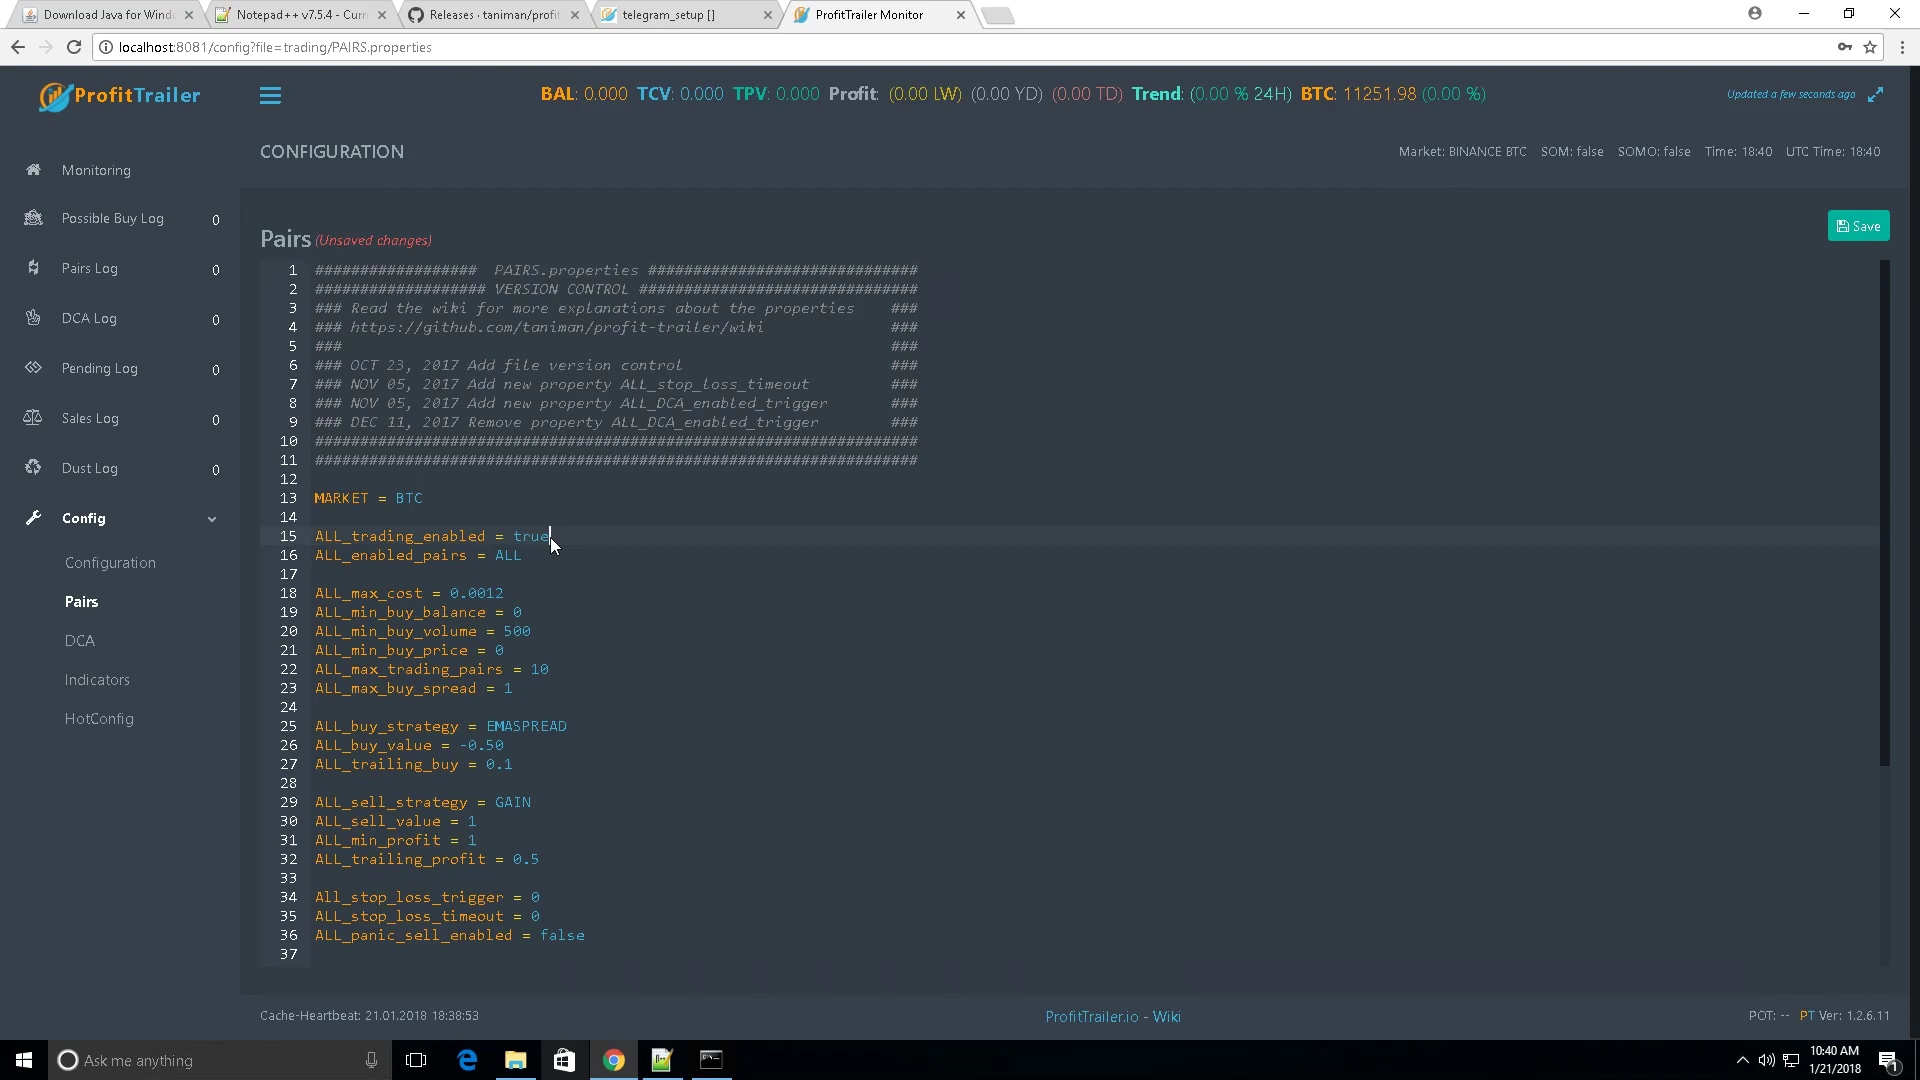 Download Java for Wind
Notepad++ v7.5.4 - Curr
Releases · taniman/profit
telegram_setup []
ProfitTrailer Monitor
localhost:8081/config?file=trading/PAIRS.properties
ProfitTrailer
BAL: 0.000 TCV: 0.000 TPV: 0.000 Profit: (0.00 LW) (0.00 YD) (0.00 TD) Trend: (0.00 % 24H) BTC: 11251.98 (0.00 %)
Updated a few seconds ago
CONFIGURATION
Market: BINANCE BTC SOM: false SOMO: false Time: 18:40 UTC Time: 18:40
Monitoring
Possible Buy Log 0
Pairs Log 0
DCA Log 0
Pending Log 0
Sales Log 0
Dust Log 0
Config
Configuration
Pairs
DCA
Indicators
HotConfig
Pairs (Unsaved changes)
Save
1 ################## PAIRS.properties ##############################
2 ################### VERSION CONTROL ###############################
3 ### Read the wiki for more explanations about the properties ###
4 ### https://github.com/taniman/profit-trailer/wiki ###
5 ### ###
6 ### OCT 23, 2017 Add file version control ###
7 ### NOV 05, 2017 Add new property ALL_stop_loss_timeout ###
8 ### NOV 05, 2017 Add new property ALL_DCA_enabled_trigger ###
9 ### DEC 11, 2017 Remove property ALL_DCA_enabled_trigger ###
10 ###################################################################
11 ###################################################################
12
13 MARKET = BTC
14
15 ALL_trading_enabled = true
16 ALL_enabled_pairs = ALL
17
18 ALL_max_cost = 0.0012
19 ALL_min_buy_balance = 0
20 ALL_min_buy_volume = 500
21 ALL_min_buy_price = 0
22 ALL_max_trading_pairs = 10
23 ALL_max_buy_spread = 1
24
25 ALL_buy_strategy = EMASPREAD
26 ALL_buy_value = -0.50
27 ALL_trailing_buy = 0.1
28
29 ALL_sell_strategy = GAIN
30 ALL_sell_value = 1
31 ALL_min_profit = 1
32 ALL_trailing_profit = 0.5
33
34 All_stop_loss_trigger = 0
35 ALL_stop_loss_timeout = 0
36 ALL_panic_sell_enabled = false
37
Cache-Heartbeat: 21.01.2018 18:38:53
ProfitTrailer.io - Wiki
POT: -- PT Ver: 1.2.6.11
Ask me anything
10:40 AM
1/21/2018
1